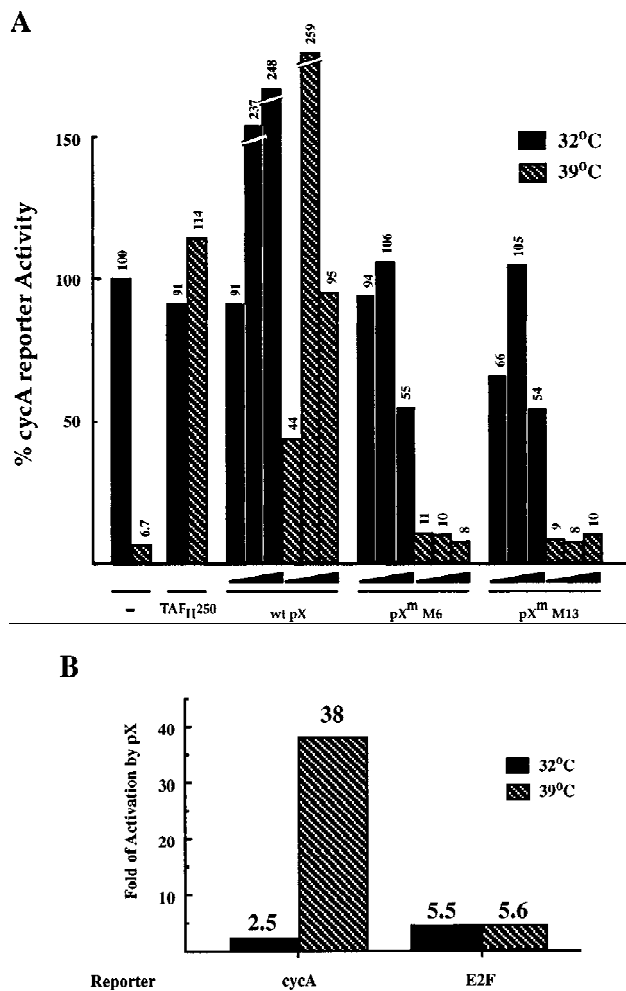 A
259
248
237
150
32°C
39°C
% cycA reporter Activity
114
106
105
100
100
91
91
95
94
66
55
54
50
44
6.7
11
10
8
9
8
10
-
TAFII250
wt pX
pXm M6
pXm M13
B
Fold of Activation by pX
40
38
32°C
39°C
30
20
10
2.5
5.5
5.6
Reporter
cycA
E2F